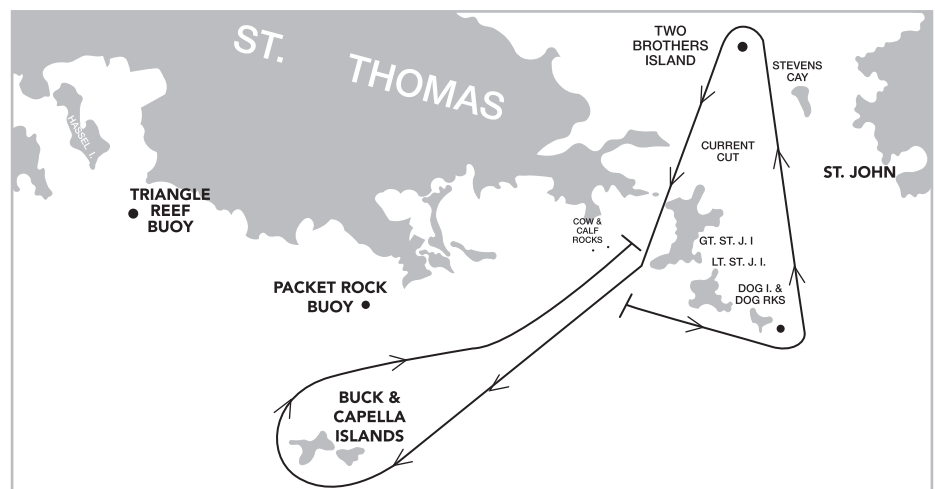 ST. THOMAS
TWO
BROTHERS
ISLAND
STEVENS
CAY
HASSEL I.
CURRENT
CUT
ST. JOHN
TRIANGLE
REEF
BUOY
COW &
CALF
ROCKS
GT. ST. J. I
LT. ST. J. I.
PACKET ROCK
BUOY
DOG I. &
DOG RKS
BUCK &
CAPELLA
ISLANDS